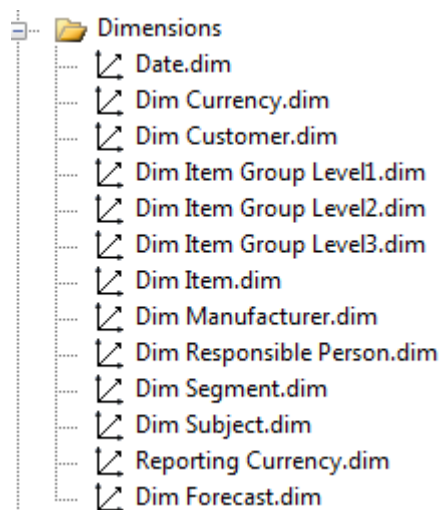 Dimensions
Date.dim
Dim Currency.dim
Dim Customer.dim
Dim Item Group Level1.dim
Dim Item Group Level2.dim
Dim Item Group Level3.dim
Dim Item.dim
Dim Manufacturer.dim
Dim Responsible Person.dim
Dim Segment.dim
Dim Subject.dim
Reporting Currency.dim
Dim Forecast.dim